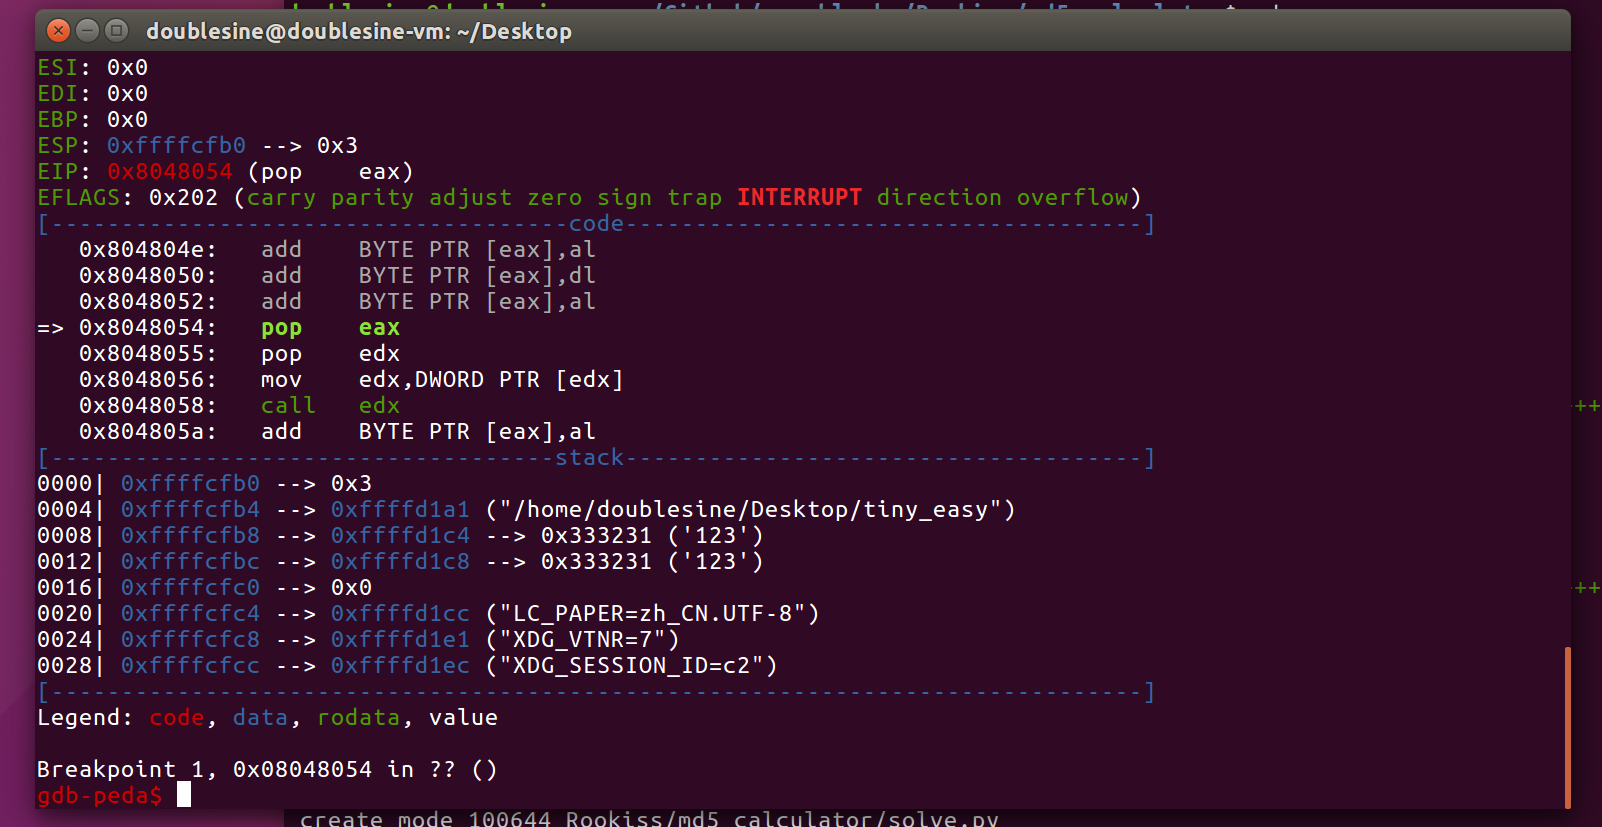 doublesine@doublesine-vm: ~/Desktop
ESI: 0x0
EDI: 0x0
EBP: 0x0
ESP: 0xffffcfb0 --> 0x3
EIP: 0x8048054 (pop    eax)
EFLAGS: 0x202 (carry parity adjust zero sign trap INTERRUPT direction overflow)
[-------------------------------------code-------------------------------------]
   0x804804e:   add    BYTE PTR [eax],al
   0x8048050:   add    BYTE PTR [eax],dl
   0x8048052:   add    BYTE PTR [eax],al
=> 0x8048054:   pop    eax
   0x8048055:   pop    edx
   0x8048056:   mov    edx,DWORD PTR [edx]
   0x8048058:   call   edx
   0x804805a:   add    BYTE PTR [eax],al
[------------------------------------stack-------------------------------------]
0000| 0xffffcfb0 --> 0x3
0004| 0xffffcfb4 --> 0xffffd1a1 ("/home/doublesine/Desktop/tiny_easy")
0008| 0xffffcfb8 --> 0xffffd1c4 --> 0x333231 ('123')
0012| 0xffffcfbc --> 0xffffd1c8 --> 0x333231 ('123')
0016| 0xffffcfc0 --> 0x0
0020| 0xffffcfc4 --> 0xffffd1cc ("LC_PAPER=zh_CN.UTF-8")
0024| 0xffffcfc8 --> 0xffffd1e1 ("XDG_VTNR=7")
0028| 0xffffcfcc --> 0xffffd1ec ("XDG_SESSION_ID=c2")
[------------------------------------------------------------------------------]
Legend: code, data, rodata, value
Breakpoint 1, 0x08048054 in ?? ()
gdb-peda$
++
++
create mode 100644 Rookiss/md5 calculator/solve.py